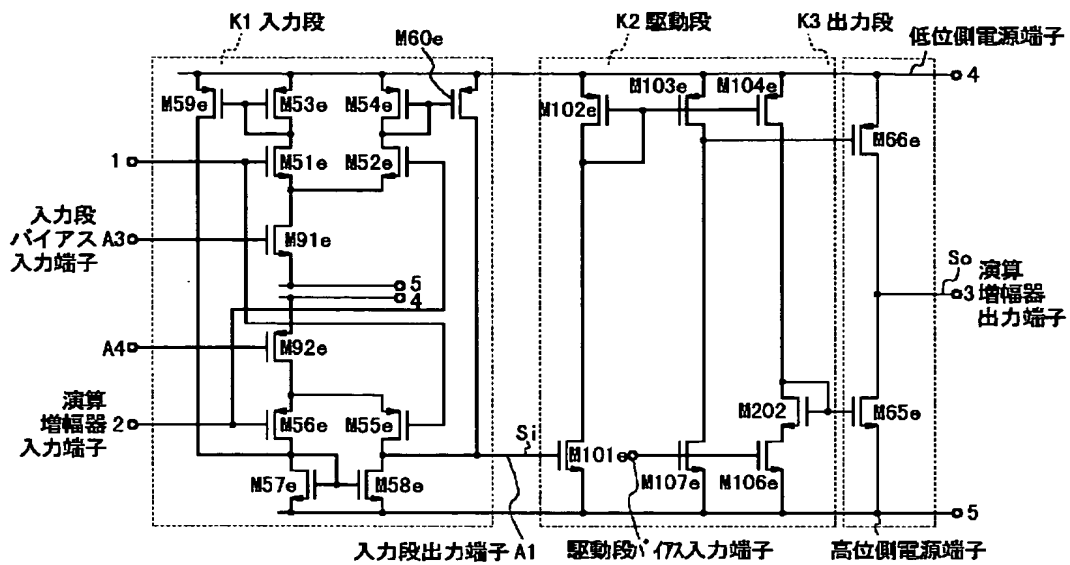 K1 入力段
M60e
K2 駆動段
K3 出力段
低位側電源端子
4
M59e
M53e
M54e
M102e
M103e
M104e
M66e
1
M51e
M52e
入力段
バイアス A3
入力端子
M91e
5
4
So
演算
3 増幅器
出力端子
A4
M92e
演算
増幅器 2
入力端子
M56e
M55e
M202
M65e
Si
M101e
M57e
M58e
M107e
M106e
5
入力段出力端子 A1
駆動段バイアス入力端子
高位側電源端子